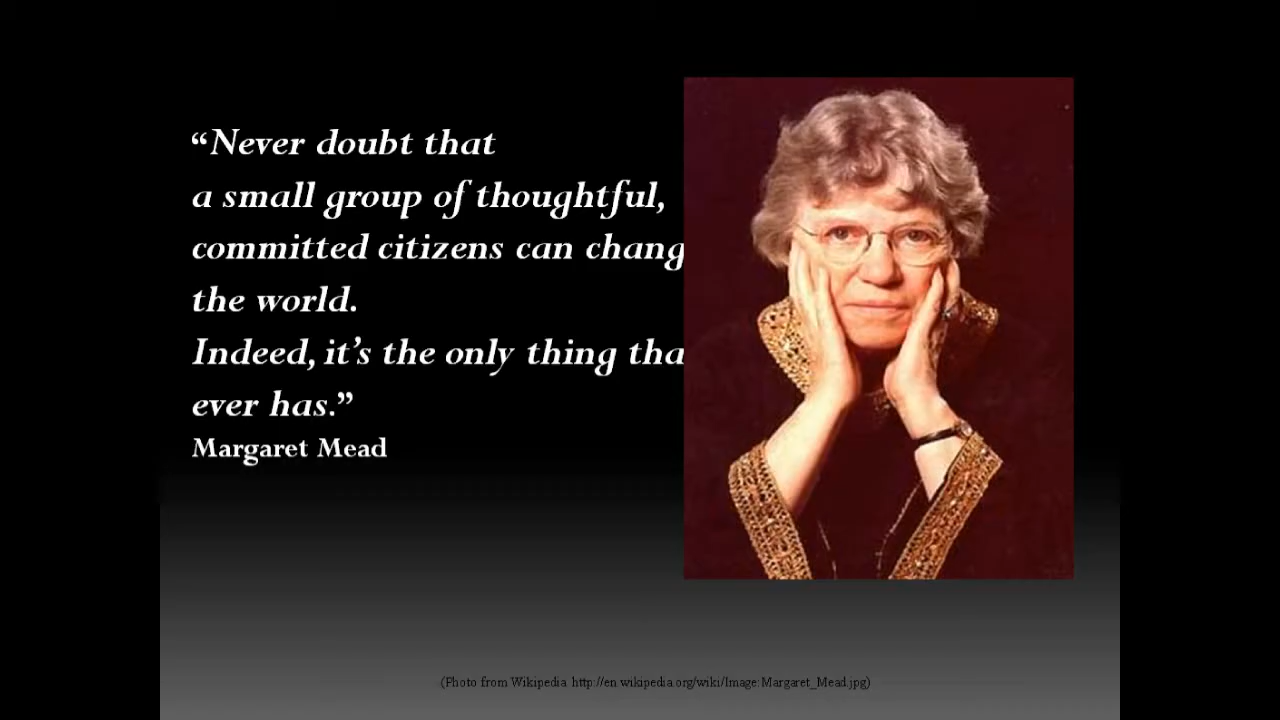 “Never doubt that
a small group of thoughtful,
committed citizens can chang
the world.
Indeed, it’s the only thing tha
ever has.”
Margaret Mead
(Photo from Wikipedia. http://en.wikipedia.org/wiki/Image:Margaret_Mead.jpg)